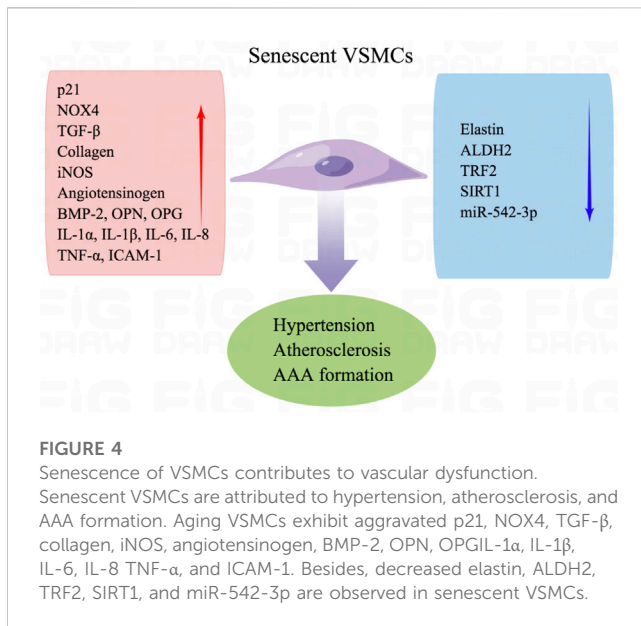 Senescent VSMCs
p21
NOX4
TGF-β
Collagen
iNOS
Angiotensinogen
BMP-2, OPN, OPG
IL-1α, IL-1β, IL-6, IL-8
TNF-α, ICAM-1
Elastin
ALDH2
TRF2
SIRT1
miR-542-3p
Hypertension
Atherosclerosis
AAA formation
FIGURE 4
Senescence of VSMCs contributes to vascular dysfunction.
Senescent VSMCs are attributed to hypertension, atherosclerosis, and
AAA formation. Aging VSMCs exhibit aggravated p21, NOX4, TGF-β,
collagen, iNOS, angiotensinogen, BMP-2, OPN, OPGIL-1α, IL-1β,
IL-6, IL-8 TNF-α, and ICAM-1. Besides, decreased elastin, ALDH2,
TRF2, SIRT1, and miR-542-3p are observed in senescent VSMCs.